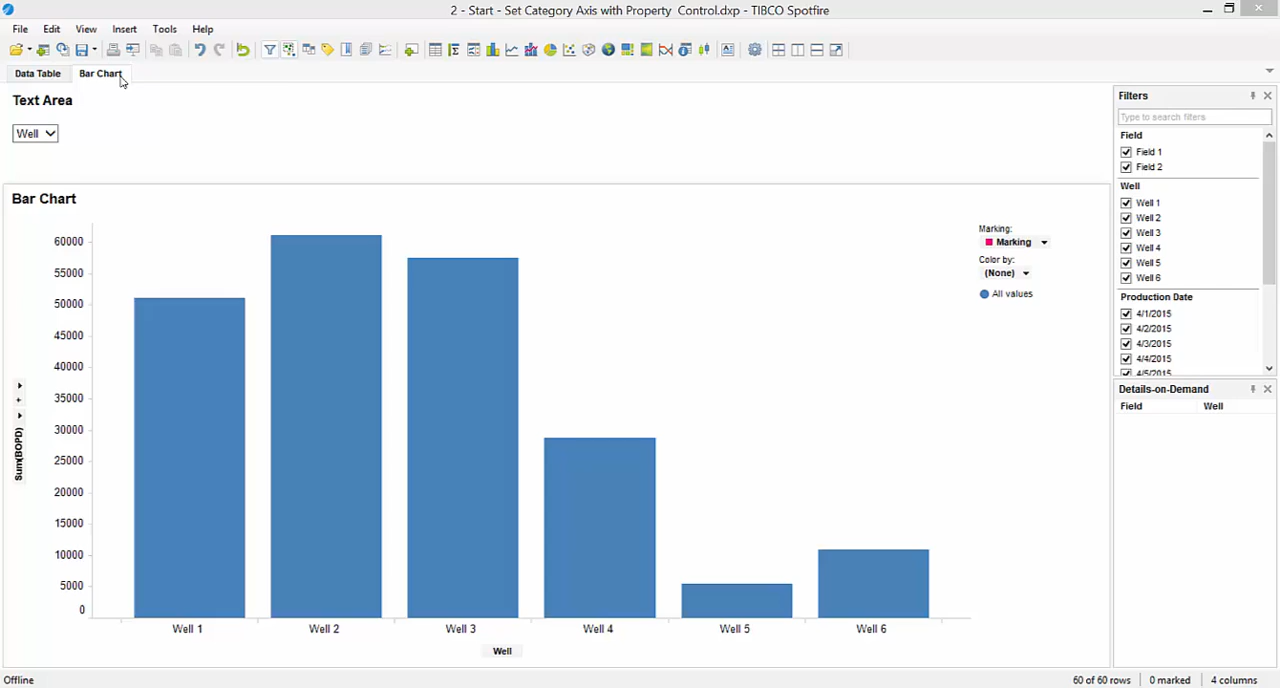 2 - Start - Set Category Axis with Property Control.dxp - TIBCO Spotfire
File Edit View Insert Tools Help
Data Table Bar Chart
Text Area
Well
Bar Chart
60000
55000
50000
45000
40000
35000
30000
25000
20000
15000
10000
5000
0
Sum(BOPD)
Well 1 Well 2 Well 3 Well 4 Well 5 Well 6
Well
Marking:
Marking
Color by:
(None)
All values
Filters
Type to search filters
Field
Field 1
Field 2
Well
Well 1
Well 2
Well 3
Well 4
Well 5
Well 6
Production Date
4/1/2015
4/2/2015
4/3/2015
4/4/2015
4/5/2015
Details-on-Demand
Field Well
Offline 60 of 60 rows 0 marked 4 columns